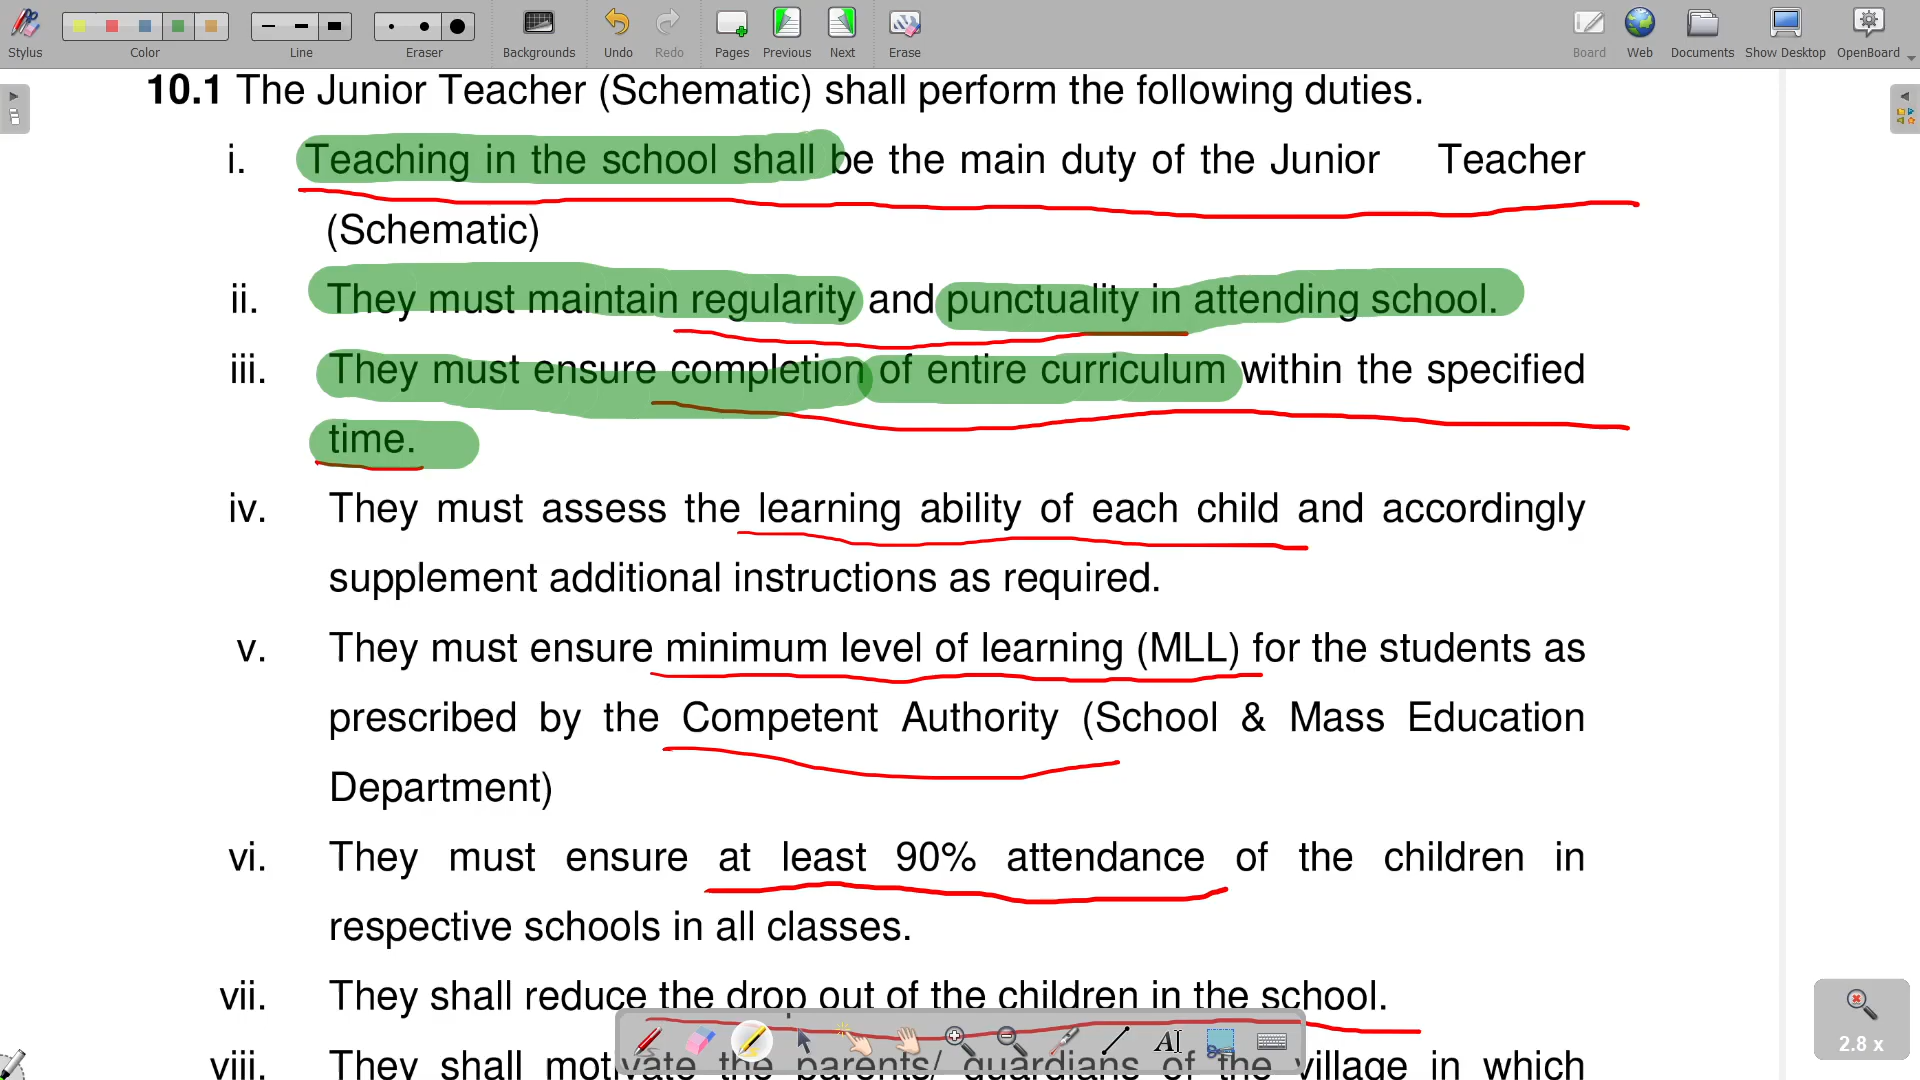 Stylus Color Line Eraser Backgrounds Undo Redo Pages Previous Next Erase Board Web Documents Show Desktop OpenBoard
10.1 The Junior Teacher (Schematic) shall perform the following duties.
i. Teaching in the school shall be the main duty of the Junior Teacher
(Schematic)
ii. They must maintain regularity and punctuality in attending school.
iii. They must ensure completion of entire curriculum within the specified
time.
iv. They must assess the learning ability of each child and accordingly
supplement additional instructions as required.
v. They must ensure minimum level of learning (MLL) for the students as
prescribed by the Competent Authority (School & Mass Education
Department)
vi. They must ensure at least 90% attendance of the children in
respective schools in all classes.
vii. They shall reduce the drop out of the children in the school.
viii. They shall motivate the parents/ guardians of the village in which
2.8 x